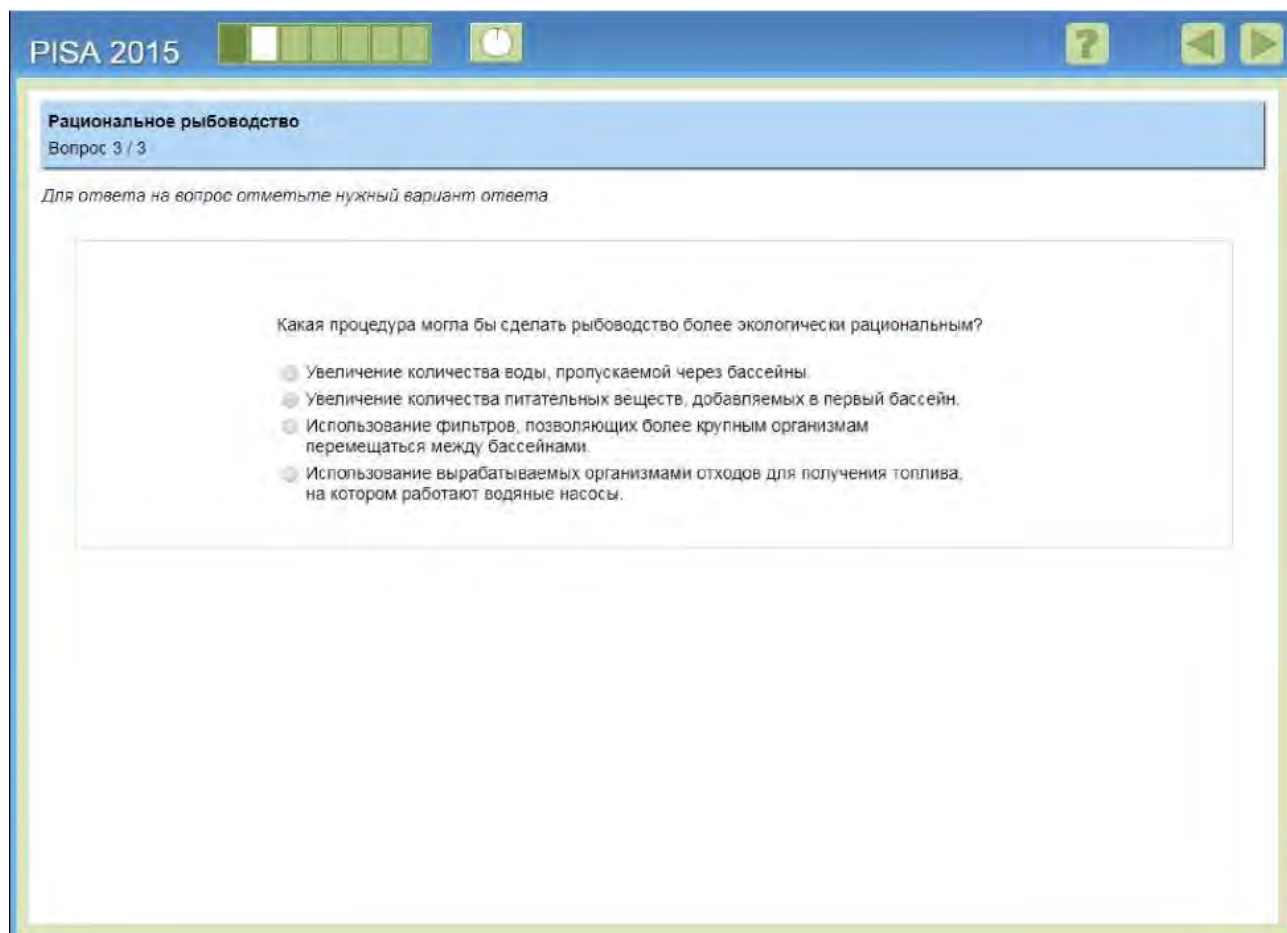 PISA 2015
?
Рациональное рыбоводство
Вопрос 3 / 3
Для ответа на вопрос отметьте нужный вариант ответа
Какая процедура могла бы сделать рыбоводство более экологически рациональным?
Увеличение количества воды, пропускаемой через бассейны.
Увеличение количества питательных веществ, добавляемых в первый бассейн.
Использование фильтров, позволяющих более крупным организмам
перемещаться между бассейнами.
Использование вырабатываемых организмами отходов для получения топлива,
на котором работают водяные насосы.